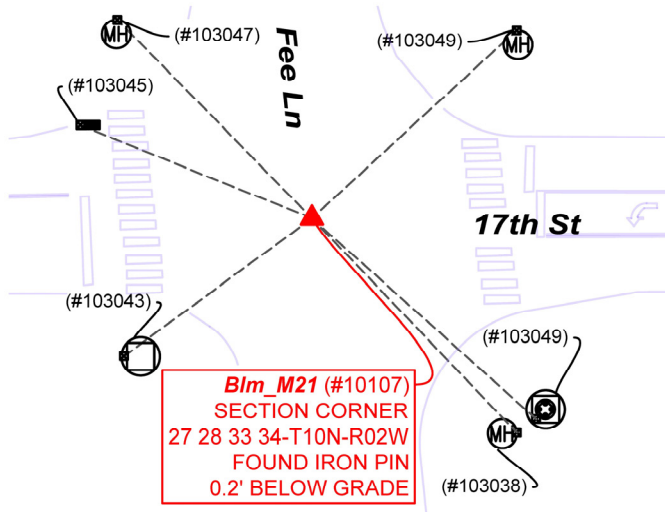 MH
(#103047)
(#103049)
MH
Fee Ln
(#103045)
17th St
(#103043)
(#103049)
Blm_M21 (#10107)
SECTION CORNER
27 28 33 34-T10N-R02W
FOUND IRON PIN
0.2' BELOW GRADE
MH
(#103038)